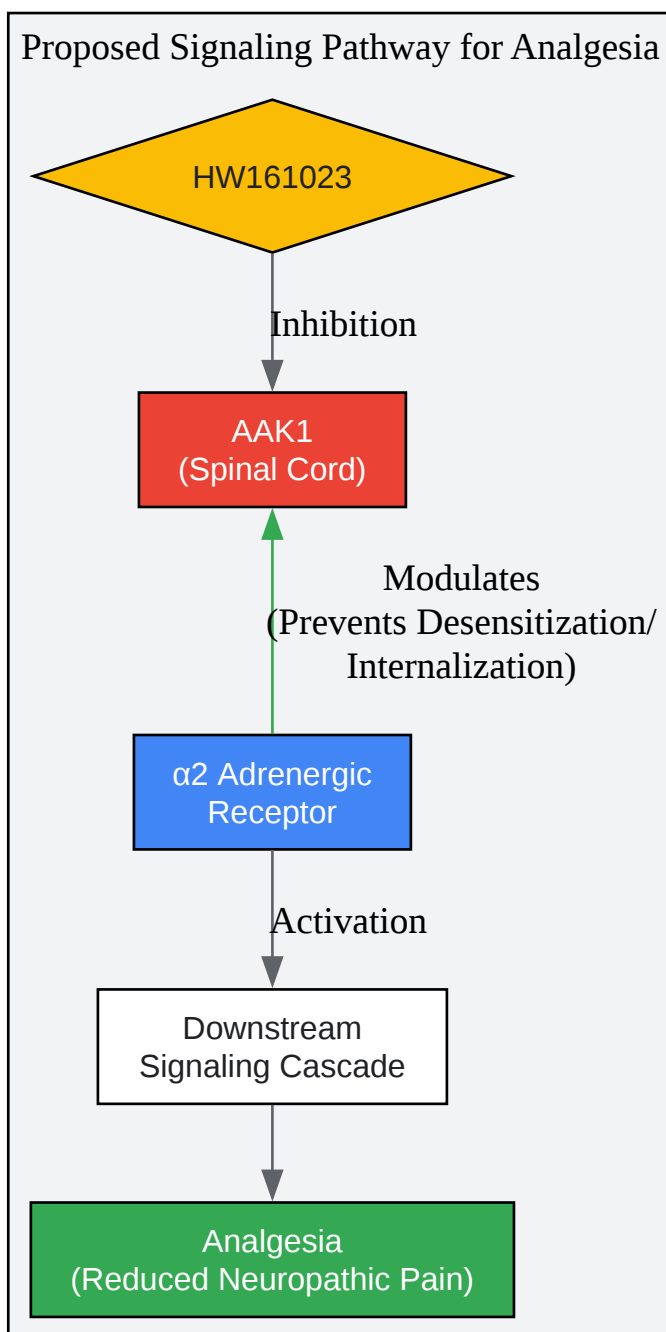 Proposed Signaling Pathway for Analgesia
HW161023
Inhibition
AAK1
(Spinal Cord)
Modulates
(Prevents Desensitization/
Internalization)
α2 Adrenergic
Receptor
Activation
Downstream
Signaling Cascade
Analgesia
(Reduced Neuropathic Pain)